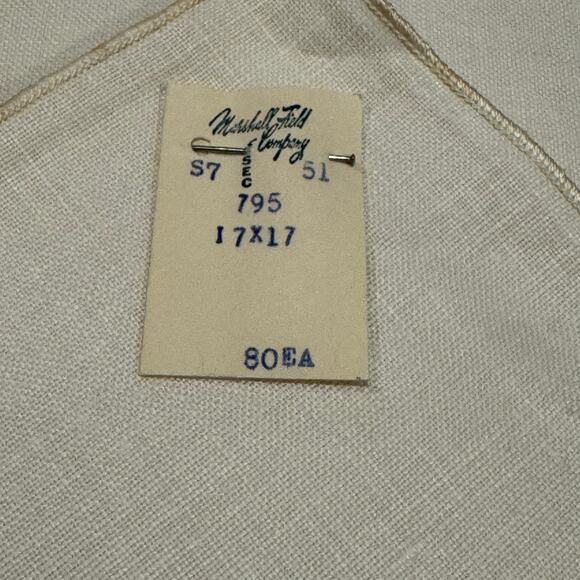 Marshall Field
& Company
S7 SEC 51
795
17X17
80EA